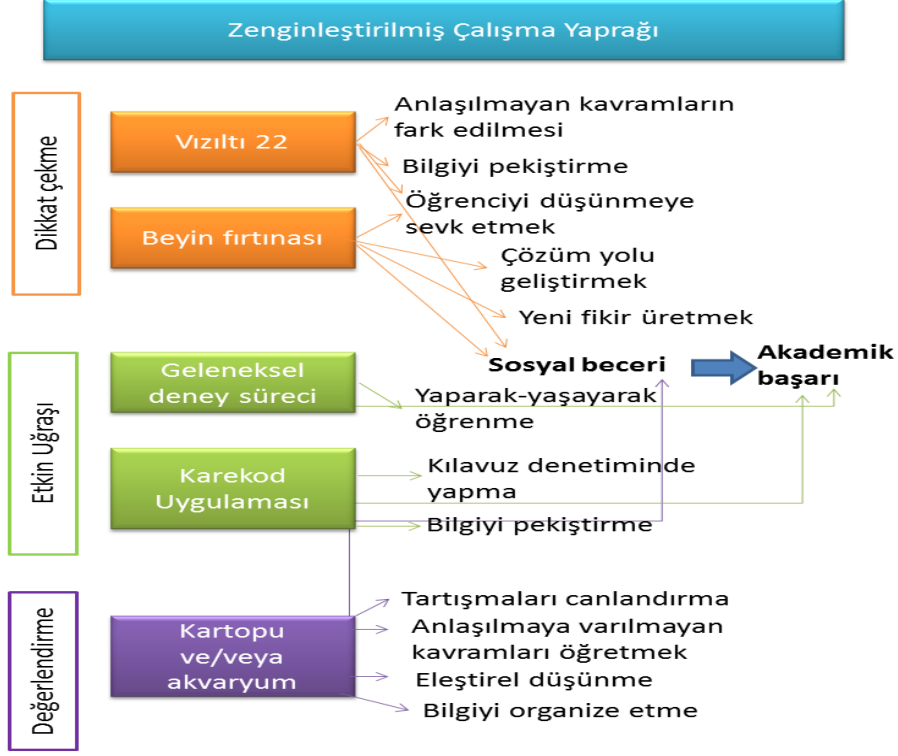 Zenginleştirilmiş Çalışma Yaprağı
Dikkat çekme
Vızıltı 22
Beyin fırtınası
Anlaşılmayan kavramların
fark edilmesi
Bilgiyi pekiştirme
Öğrenciyi düşünmeye
sevk etmek
Çözüm yolu
geliştirmek
Yeni fikir üretmek
Sosyal beceri
Akademik
başarı
Etkin Uğraşı
Geleneksel
deney süreci
Yaparak-yaşayarak
öğrenme
Karekod
Uygulaması
Kılavuz denetiminde
yapma
Bilgiyi pekiştirme
Değerlendirme
Kartopu
ve/veya
akvaryum
Tartışmaları canlandırma
Anlaşılmaya varılmayan
kavramları öğretmek
Eleştirel düşünme
Bilgiyi organize etme